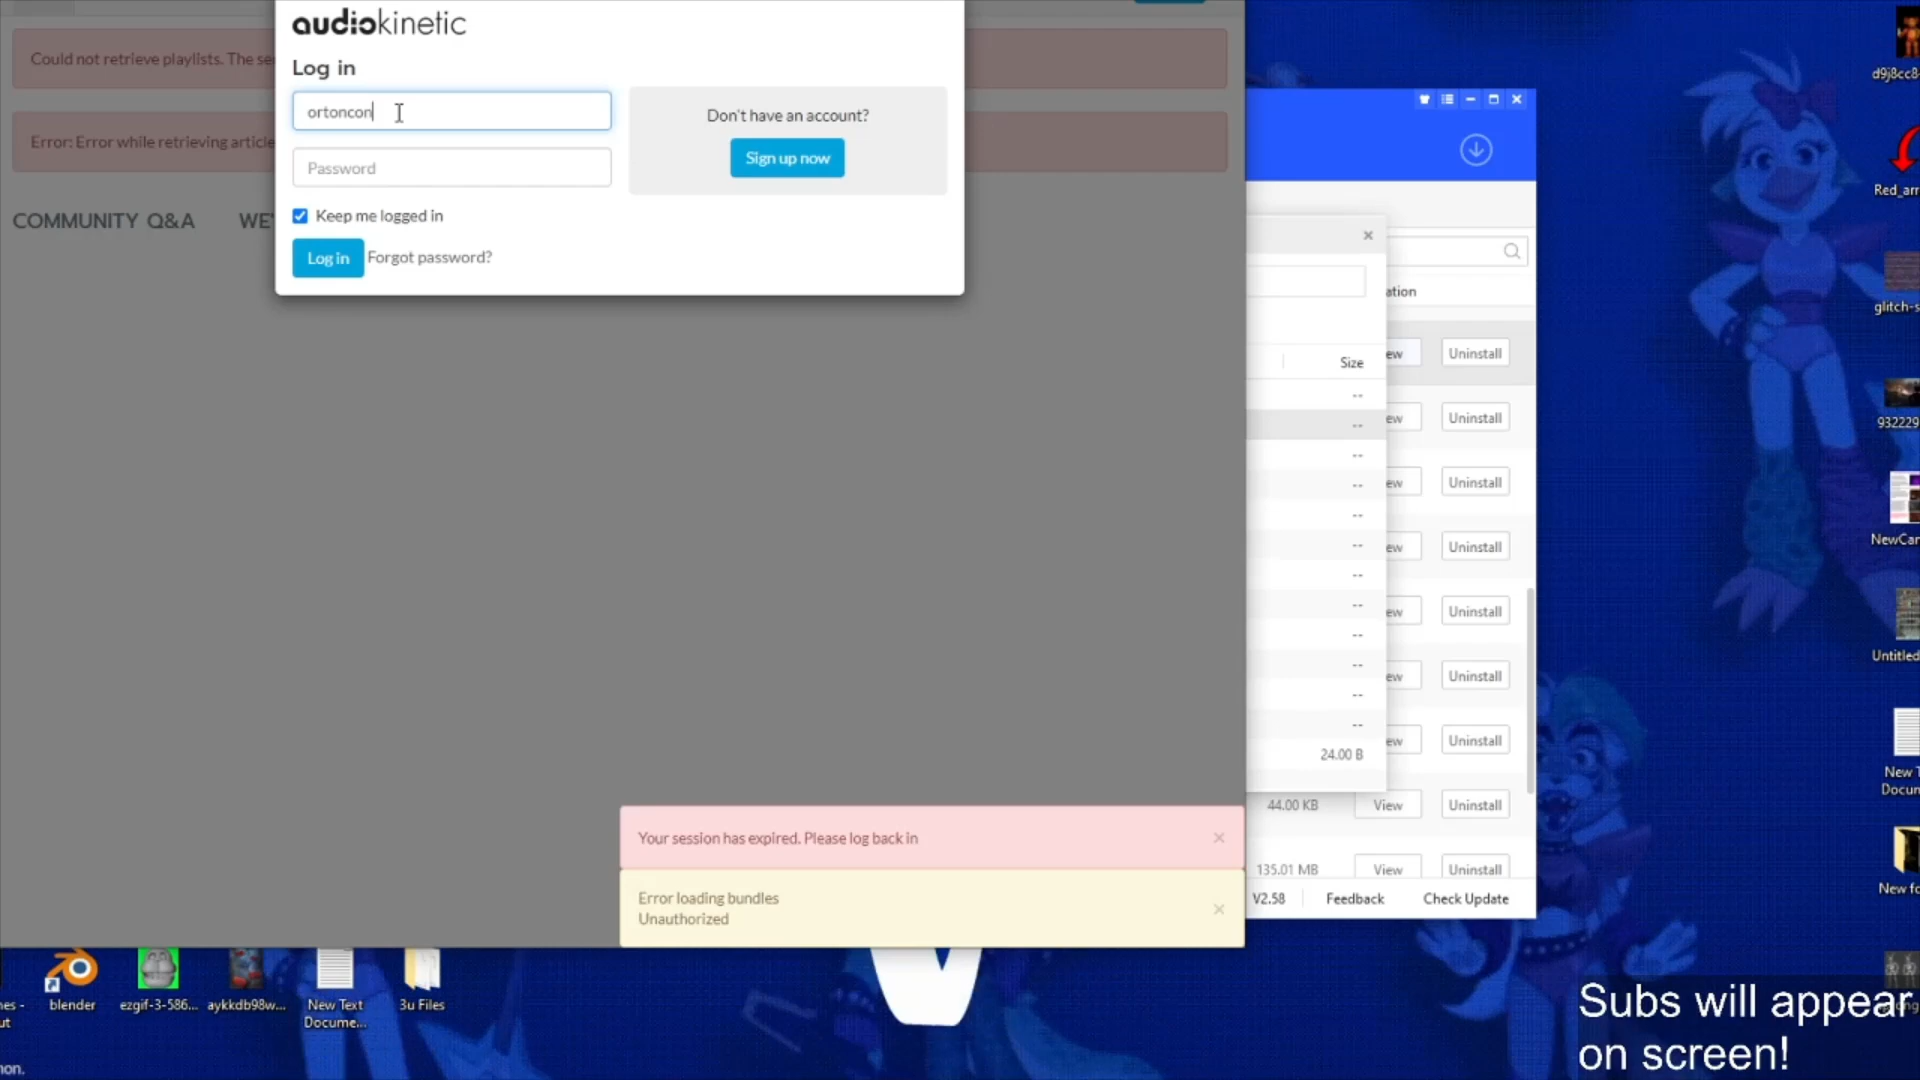 audiokinetic
Log in
Could not retrieve playlists. The
ortoncon
Don't have an account?
Sign up now
Error: Error while retrieving article
Password
Keep me logged in
COMMUNITY Q&A
Log in
Forgot password?
Size
Uninstall
--
Uninstall
--
--
Uninstall
--
--
Uninstall
--
--
--
Uninstall
--
--
Uninstall
--
--
Uninstall
24.00 B
44.00 KB
View
Uninstall
Your session has expired. Please log back in
135.01 MB
View
Uninstall
Error loading bundles
Unauthorized
V2.58
Feedback
Check Update
blender
ezgif-3-586...
aykkdb98w...
New Text
Docume...
3u Files
d9j8cc8-
Red_arr
glitch-s
932229
NewCar
Untitled
New T
Docum
New fo
Subs will appear
on screen!